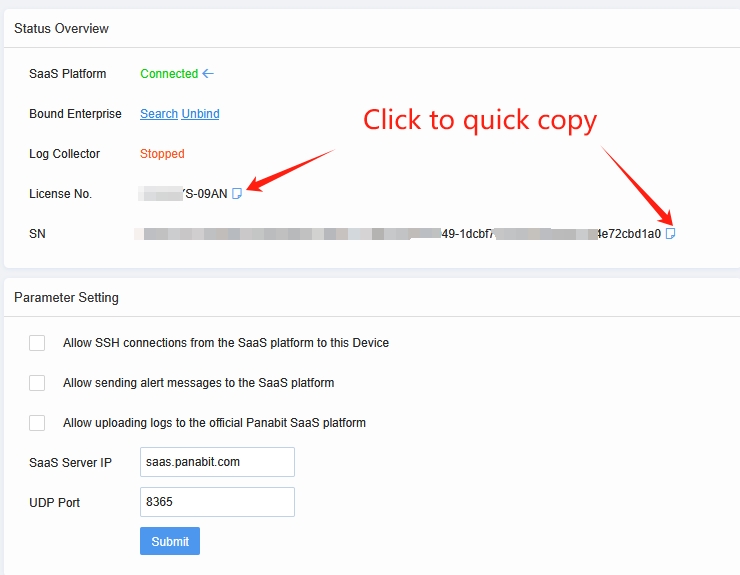 Status Overview
SaaS Platform Connected
Bound Enterprise Search Unbind
Click to quick copy
Log Collector Stopped
License No. S-09AN
SN 49-1dcbf 4e72cbd1a0
Parameter Setting
Allow SSH connections from the SaaS platform to this Device
Allow sending alert messages to the SaaS platform
Allow uploading logs to the official Panabit SaaS platform
SaaS Server IP saas.panabit.com
UDP Port 8365
Submit